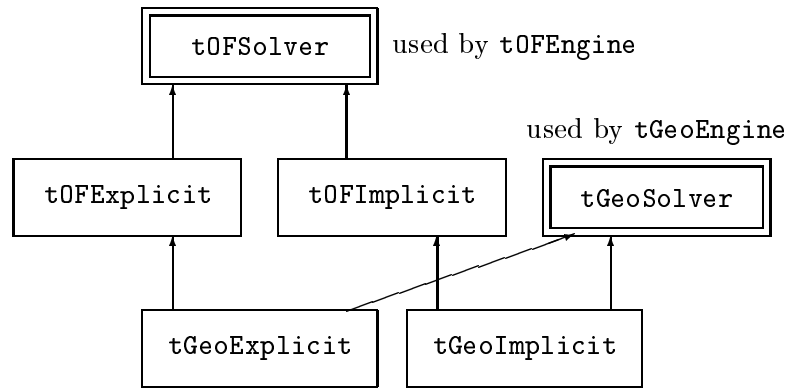 tOFSolver used by tOFEngine
used by tGeoEngine
tOFExplicit tOFImplicit tGeoSolver
tGeoExplicit tGeoImplicit